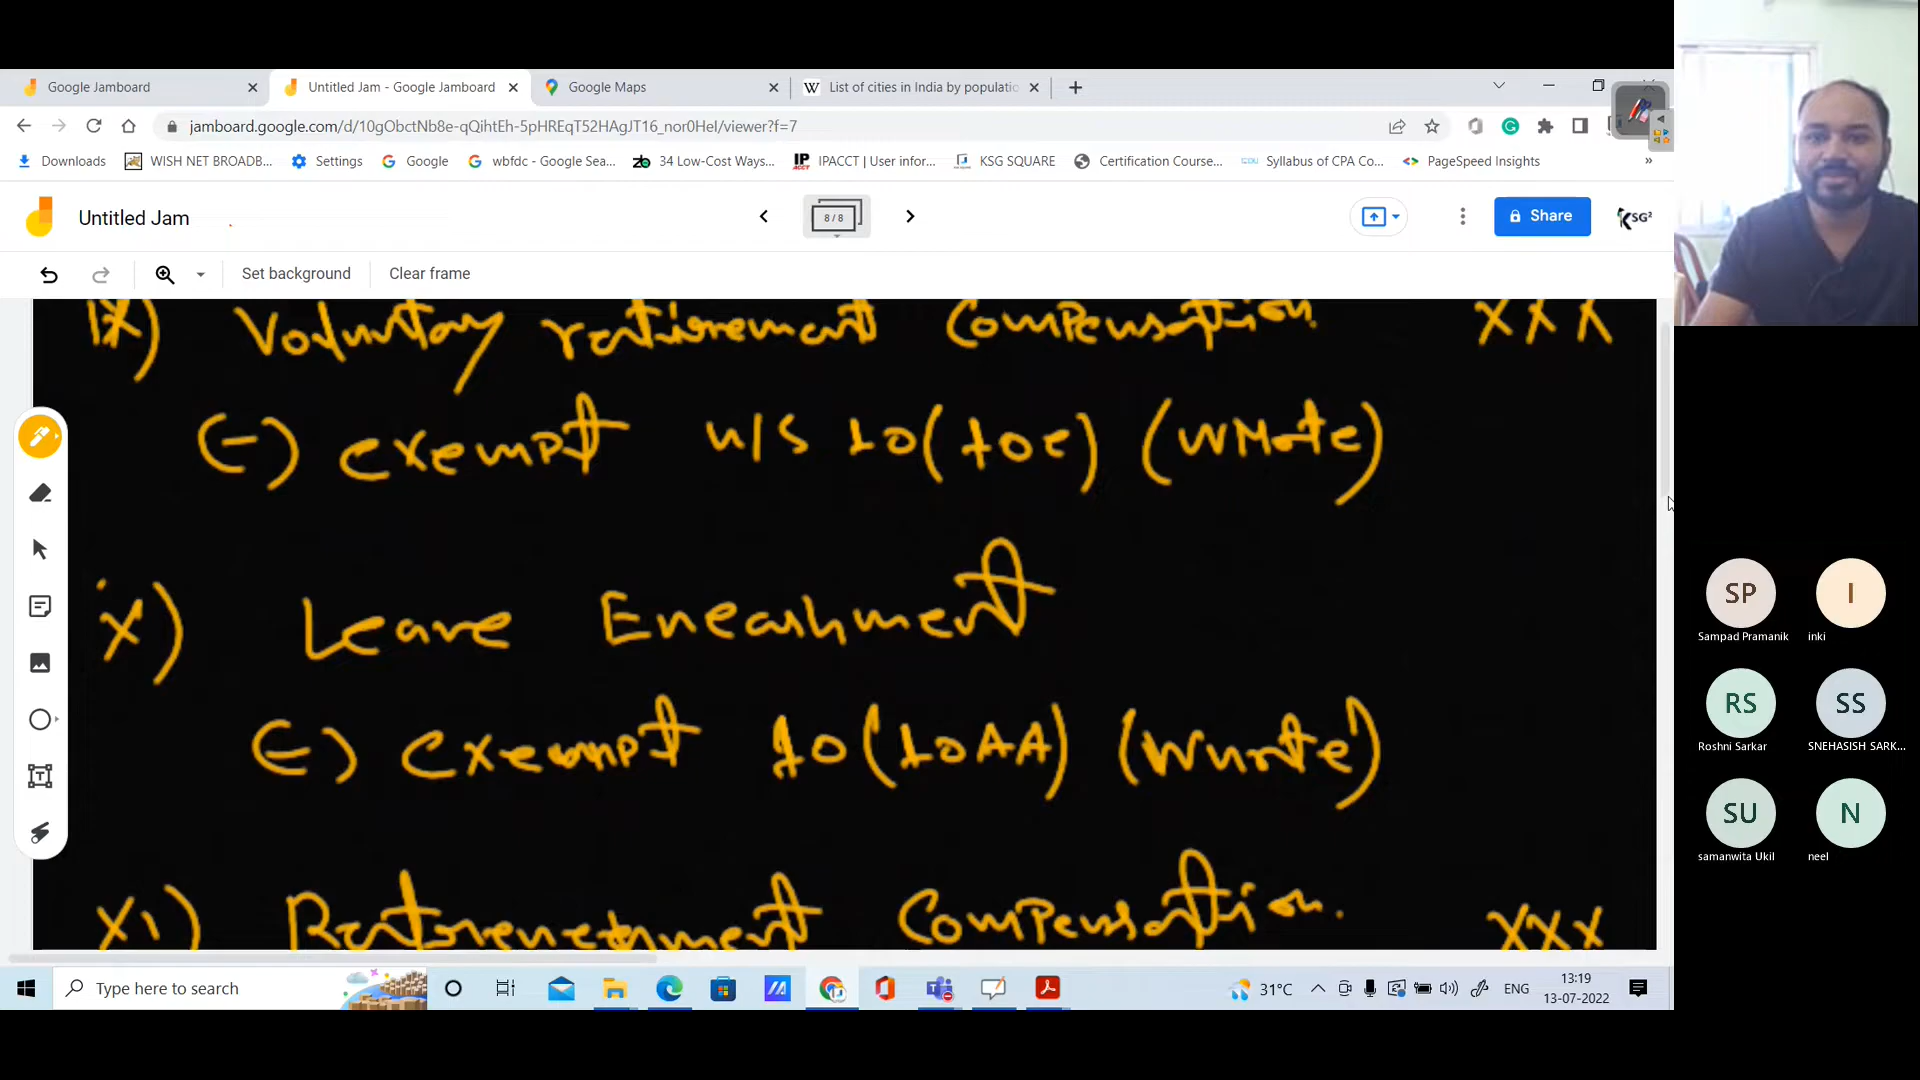 Google Jamboard
Untitled Jam - Google Jamboard
Google Maps
List of cities in India by populatio
jamboard.google.com/d/10gObctNb8e-qQihtEh-5pHREqT52HAgJT16_nor0HeI/viewer?f=7
Downloads
WISH NET BROADB...
Settings
Google
wbfdc - Google Sea...
34 Low-Cost Ways...
IPACCT | User infor...
KSG SQUARE
Certification Course...
Syllabus of CPA Co...
PageSpeed Insights
Untitled Jam
8 / 8
Share
KSG²
Set background
Clear frame
ix) Voluntary retirement Compensation. XXX
(-) exempt u/s 10(10C) (WNote)
x) Leave Encashment
(-) exempt 10(10AA) (WNote)
XI) Compensation. XXX
SP
Sampad Pramanik
I
inki
RS
Roshni Sarkar
SS
SNEHASISH SARK...
SU
samanwita Ukil
N
neel
Type here to search
31°C
ENG
13:19
13-07-2022